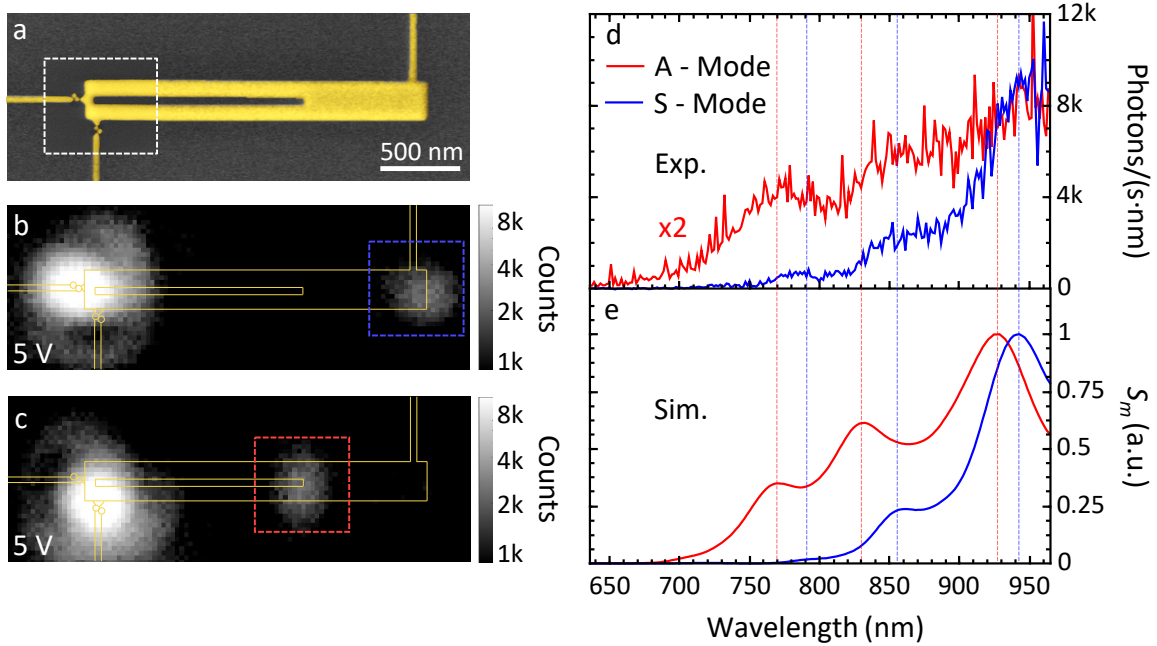 a
500 nm
b
5 V
8k
4k
2k
1k
Counts
c
5 V
8k
4k
2k
1k
Counts
d
A - Mode
S - Mode
Exp.
x2
12k
8k
4k
0
Photons/(s·nm)
e
Sim.
1
0.75
0.5
0.25
0
Sm (a.u.)
650 700 750 800 850 900 950
Wavelength (nm)